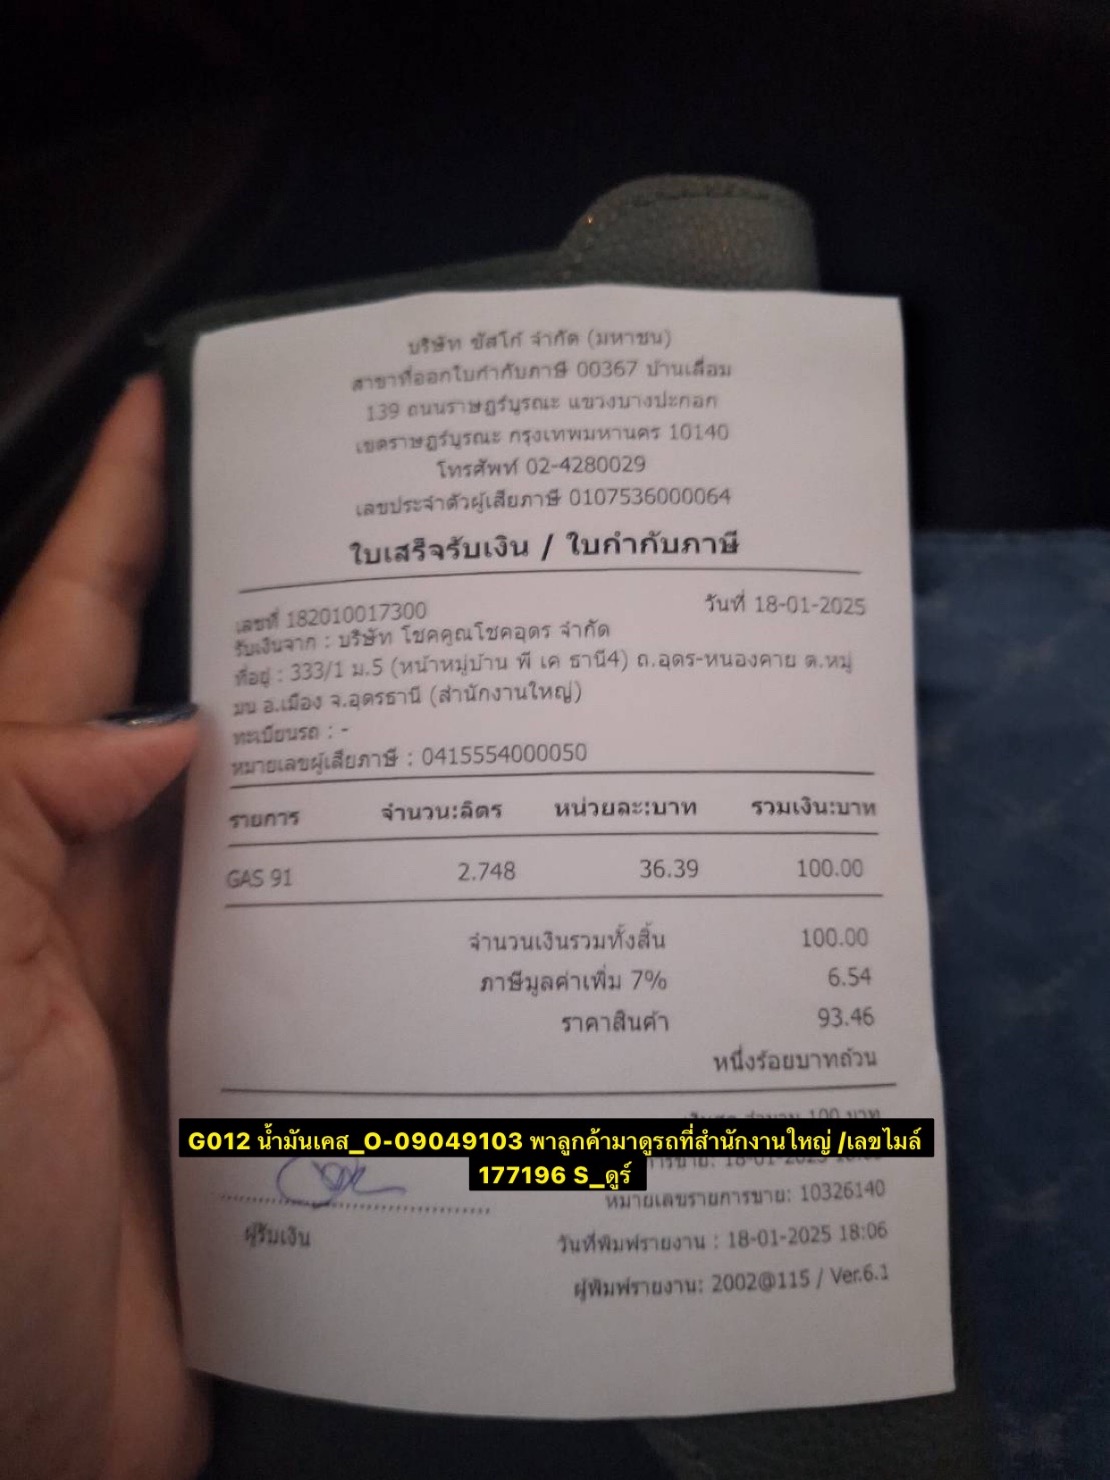 บริษัท ซัสโก้ จำกัด (มหาชน)
สาขาที่ออกใบกำกับภาษี 00367 บ้านเลื่อม
139 ถนนราษฎร์บูรณะ แขวงบางปะกอก
เขตราษฎร์บูรณะ กรุงเทพมหานคร 10140
โทรศัพท์ 02-4280029
เลขประจำตัวผู้เสียภาษี 0107536000064
ใบเสร็จรับเงิน / ใบกำกับภาษี
เลขที่ 182010017300 วันที่ 18-01-2025
รับเงินจาก : บริษัท โชคคูณโชคอุดร จำกัด
ที่อยู่ : 333/1 ม.5 (หน้าหมู่บ้าน พี เค ธานี4) ถ.อุดร-หนองคาย ต.หมู
มน อ.เมือง จ.อุดรธานี (สำนักงานใหญ่)
ทะเบียนรถ : -
หมายเลขผู้เสียภาษี : 0415554000050
รายการ จำนวน:ลิตร หน่วยละ:บาท รวมเงิน:บาท
GAS 91 2.748 36.39 100.00
จำนวนเงินรวมทั้งสิ้น 100.00
ภาษีมูลค่าเพิ่ม 7% 6.54
ราคาสินค้า 93.46
หนึ่งร้อยบาทถ้วน
100 บาท
G012 น้ำมันเคส_O-09049103 พาลูกค้ามาดูรถที่สำนักงานใหญ่ /เลขไมล์
177196 S_ดูร์
การขาย: 18-01-2025
หมายเลขรายการขาย: 10326140
ผู้รับเงิน
วันที่พิมพ์รายงาน : 18-01-2025 18:06
ผู้พิมพ์รายงาน: 2002@115 / Ver.6.1